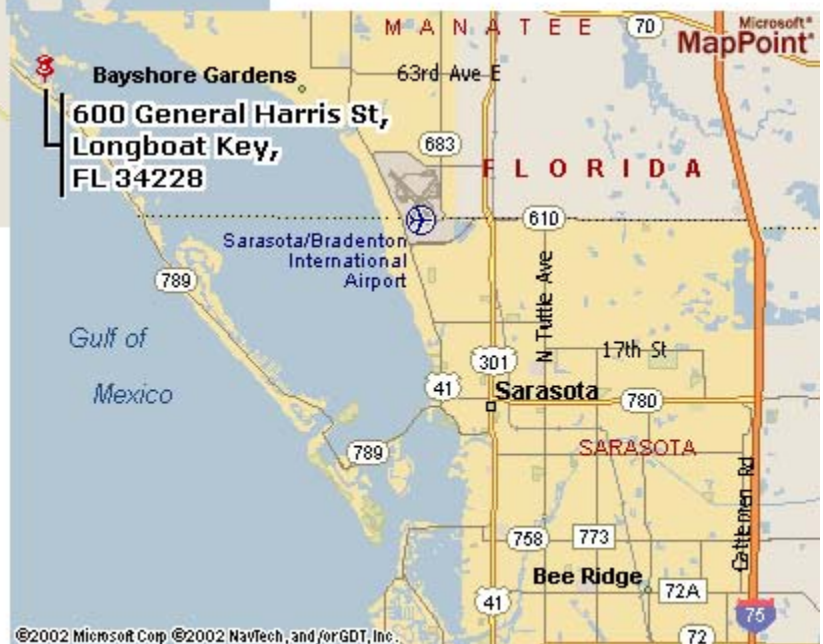 MANATEE
70
Microsoft®
MapPoint®
Bayshore Gardens
63rd Ave E
600 General Harris St,
Longboat Key,
FL 34228
683
FLORIDA
610
Sarasota/Bradenton
International
Airport
789
N Tuttle Ave
Gulf of
Mexico
301
17th St
41
Sarasota
780
789
SARASOTA
Cattlemen Rd
758
773
Bee Ridge
72A
41
75
72
©2002 Microsoft Corp ©2002 NavTech, and/or GDT, Inc.